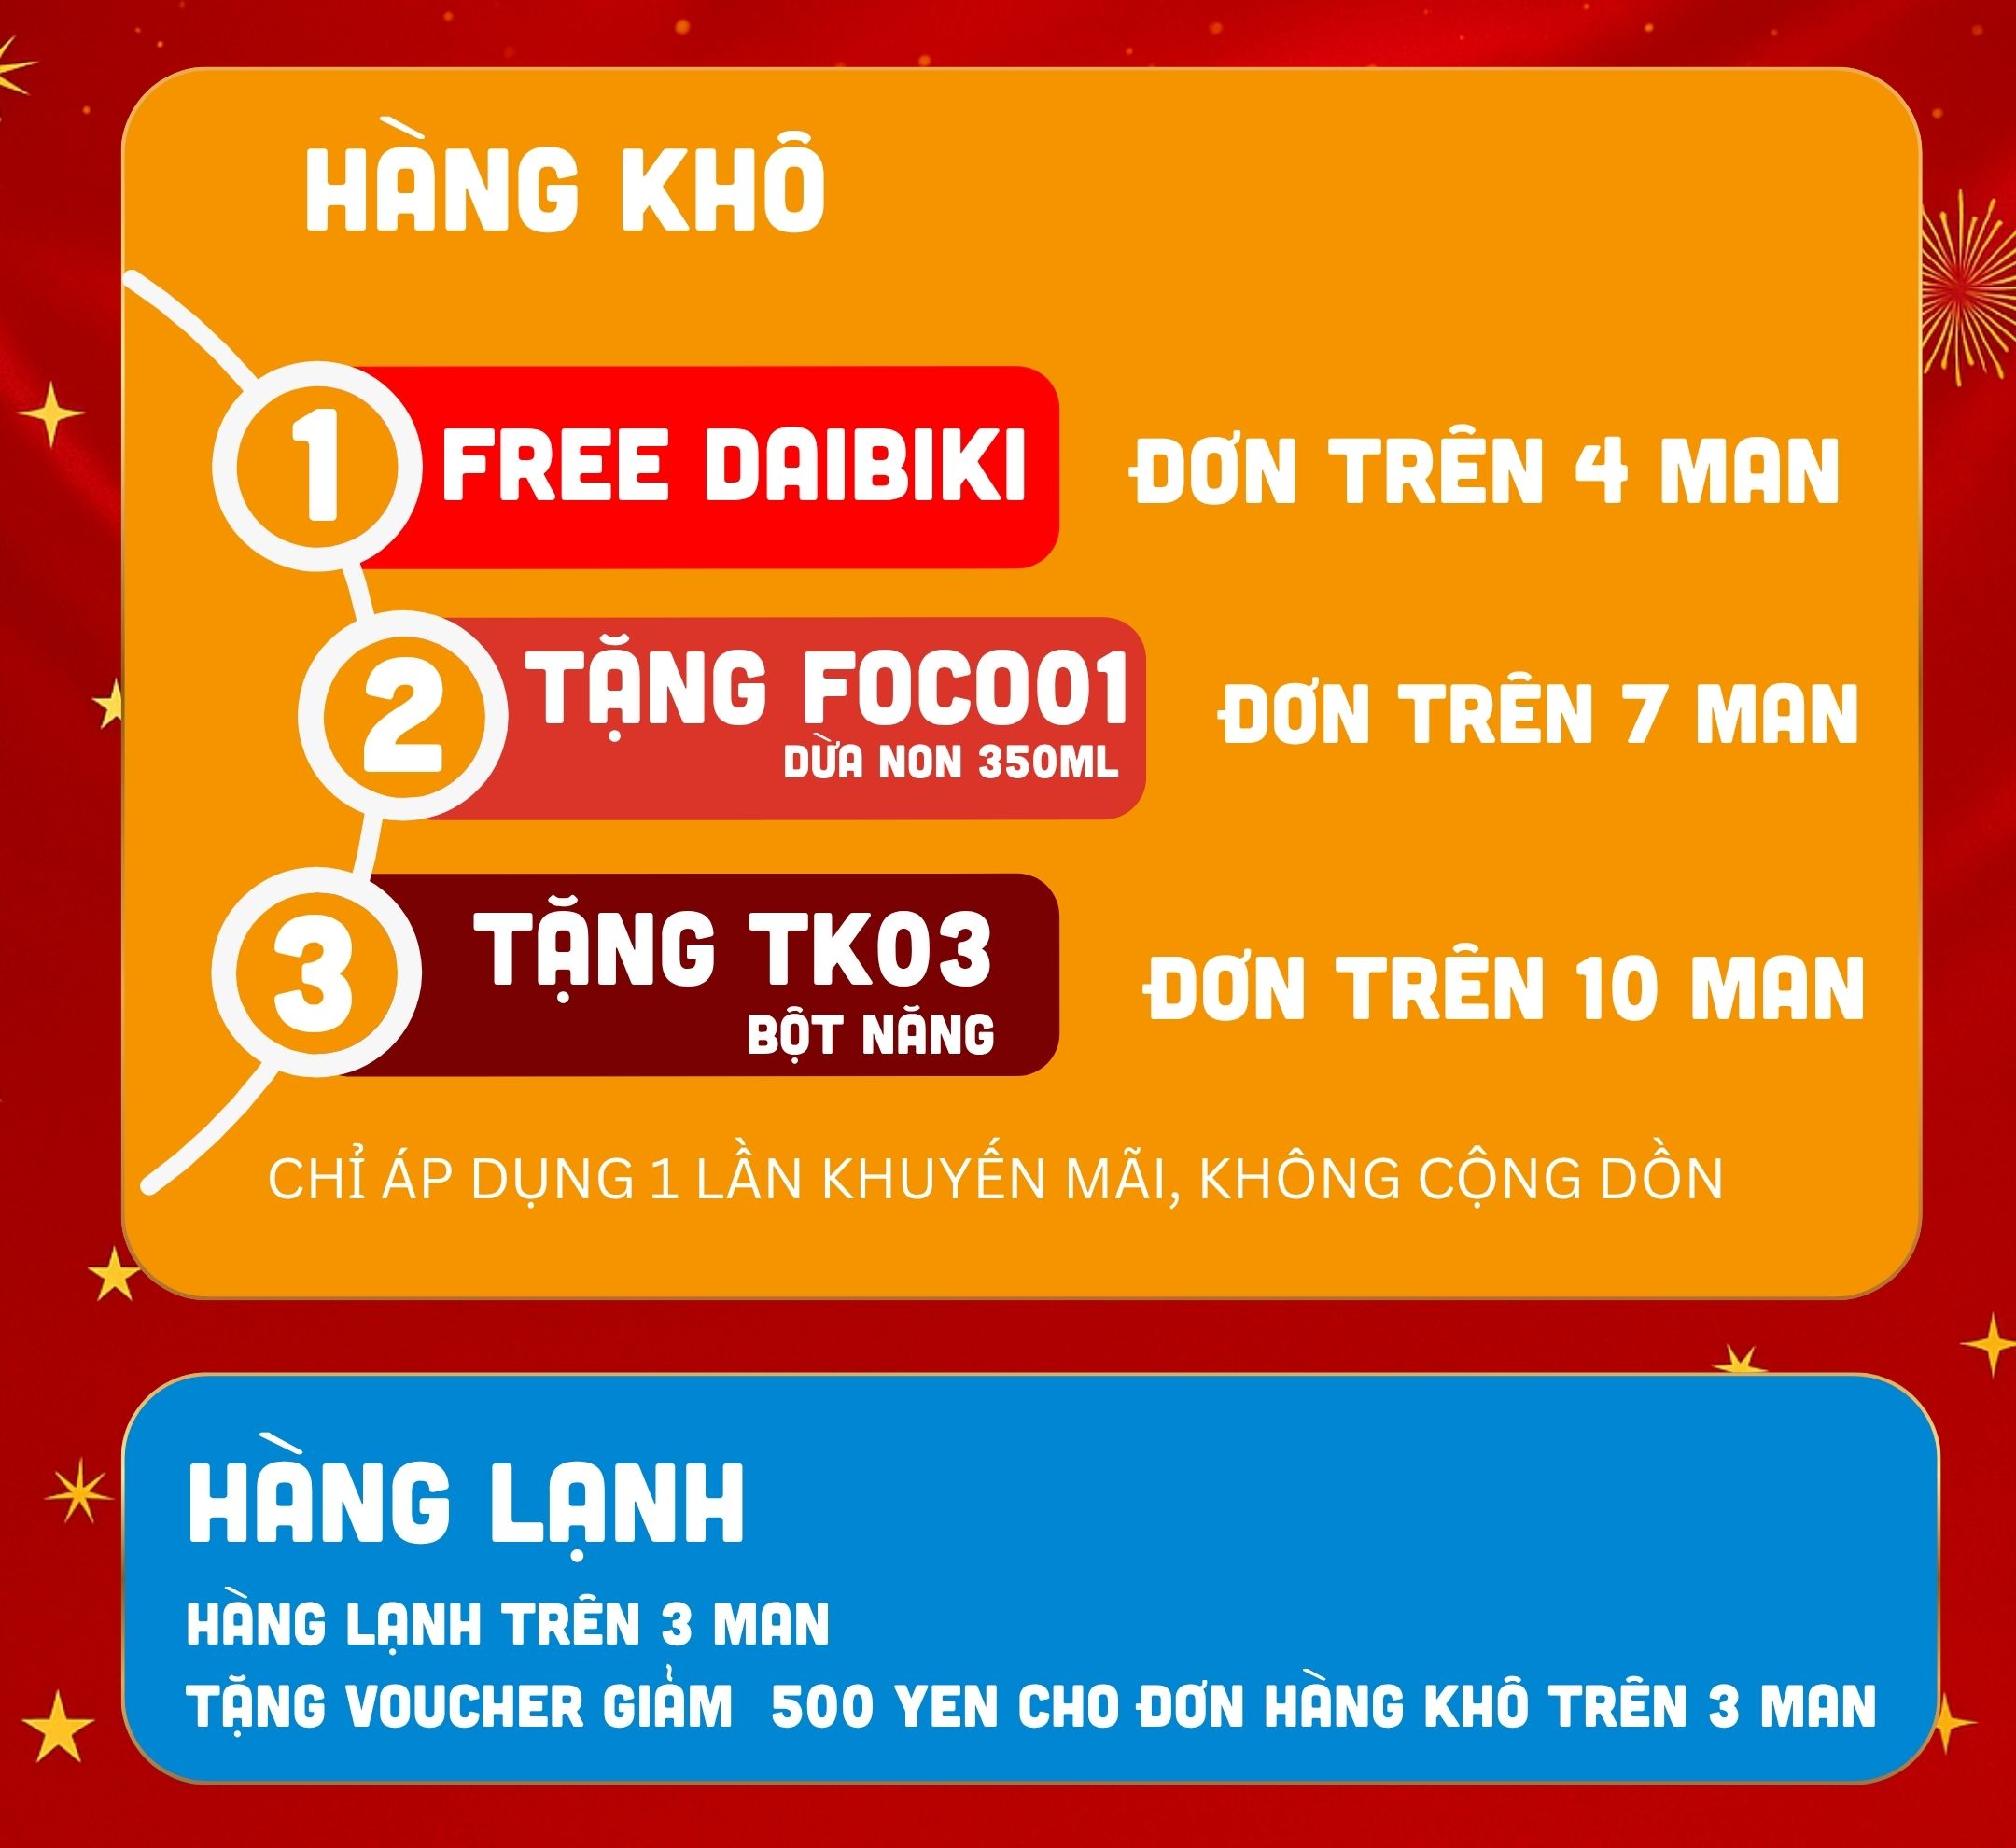 HÀNG KHÔ
1
FREE DAIBIKI
ĐƠN TRÊN 4 MAN
2
TẶNG FOCO01
DỪA NON 350ML
ĐƠN TRÊN 7 MAN
3
TẶNG TK03
BỘT NĂNG
ĐƠN TRÊN 10 MAN
CHỈ ÁP DỤNG 1 LẦN KHUYẾN MÃI, KHÔNG CỘNG DỒN
HÀNG LẠNH
HÀNG LẠNH TRÊN 3 MAN
TẶNG VOUCHER GIẢM 500 YEN CHO ĐƠN HÀNG KHÔ TRÊN 3 MAN